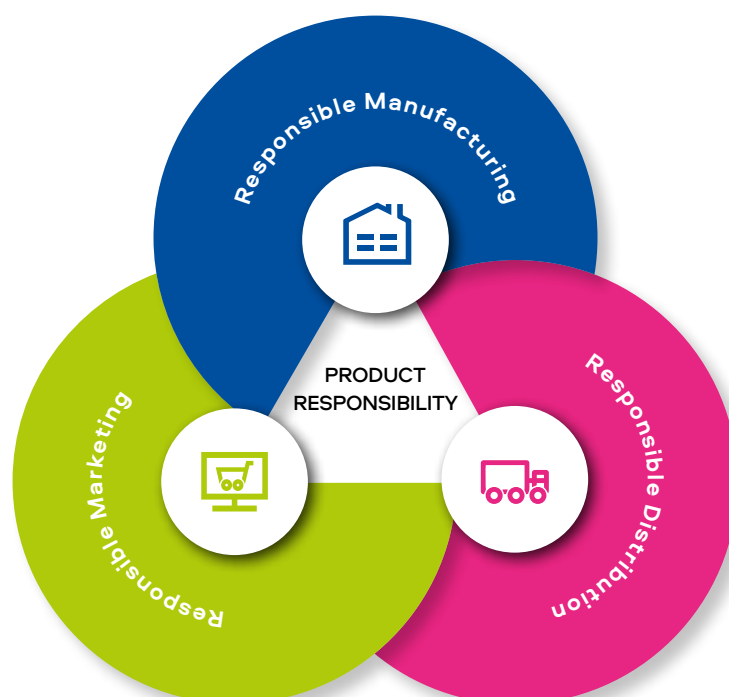 Responsible Manufacturing
PRODUCT
RESPONSIBILITY
Responsible Marketing
Responsible Distribution